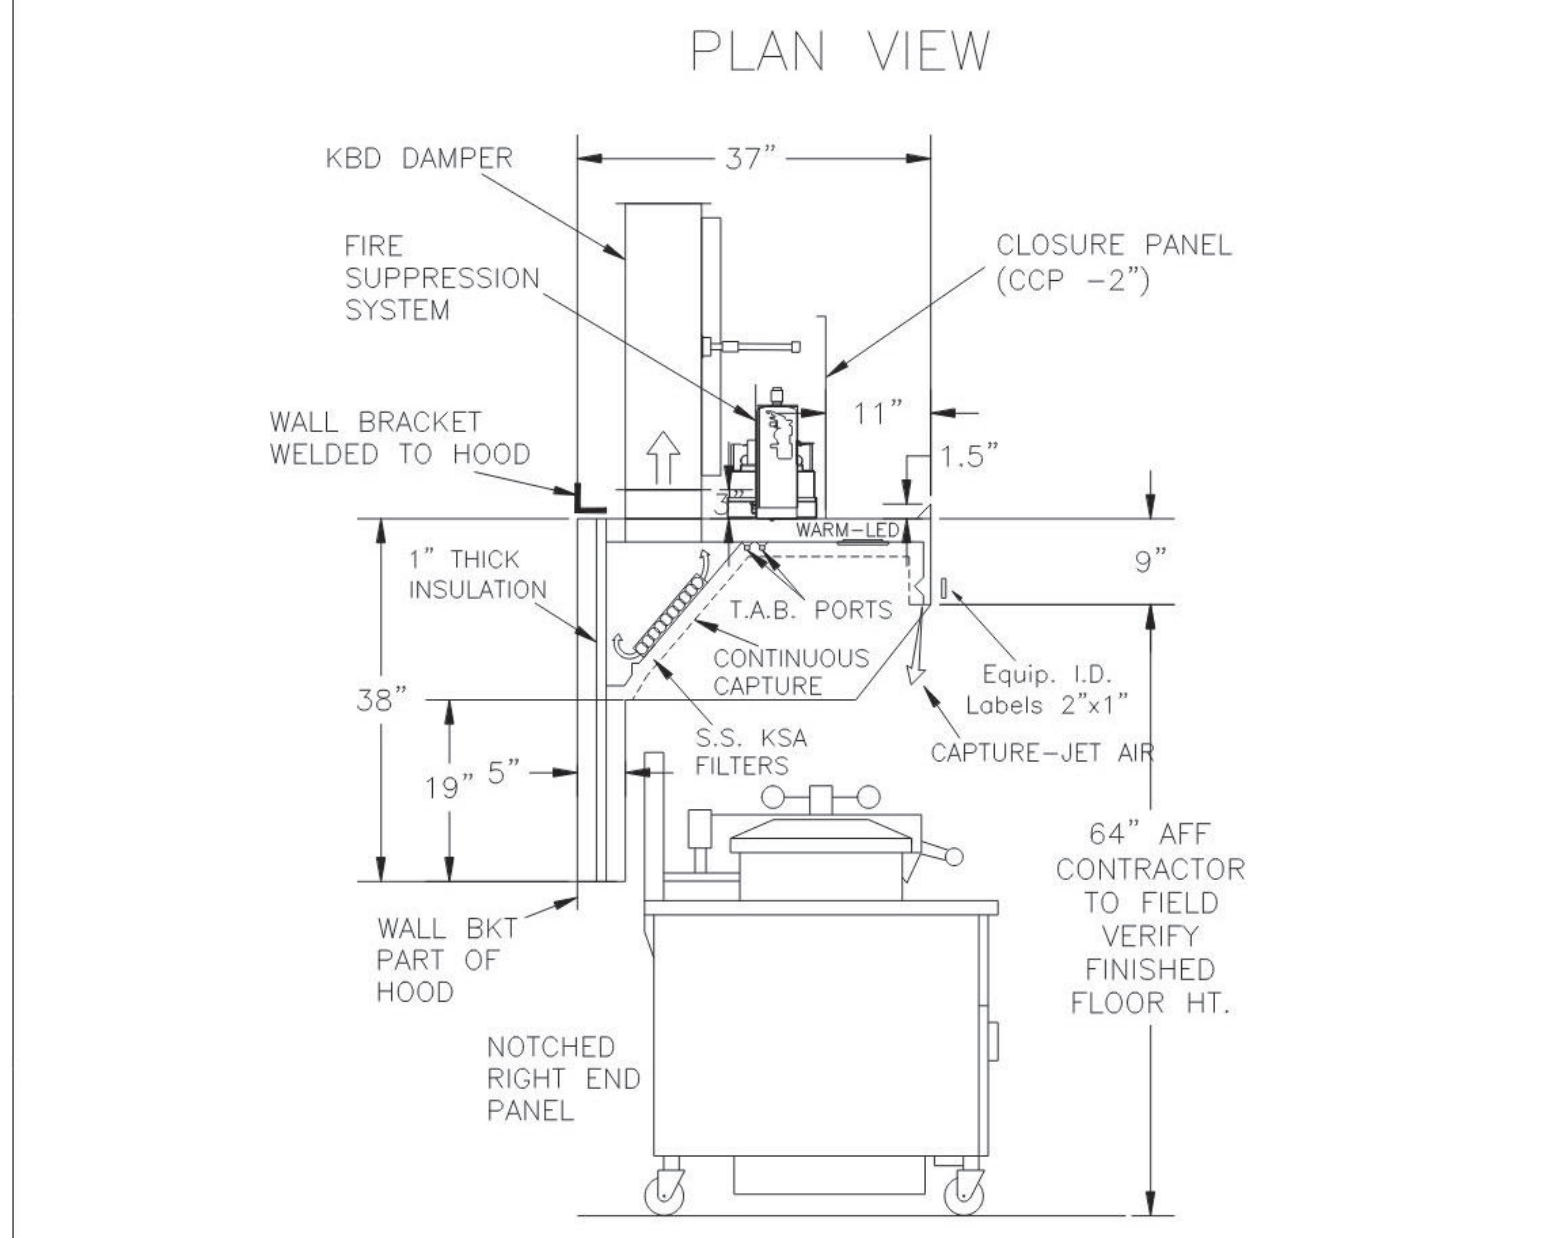 PLAN VIEW
37”
KBD DAMPER
FIRE
SUPPRESSION
SYSTEM
CLOSURE PANEL
(CCP -2”)
11”
WALL BRACKET
WELDED TO HOOD
1.5”
3”
WARM-LED
1” THICK
INSULATION
9”
T.A.B. PORTS
CONTINUOUS
CAPTURE
Equip. I.D.
Labels 2”x1”
38”
S.S. KSA
FILTERS
CAPTURE-JET AIR
19”
5”
64” AFF
CONTRACTOR
TO FIELD
VERIFY
FINISHED
FLOOR HT.
WALL BKT
PART OF
HOOD
NOTCHED
RIGHT END
PANEL